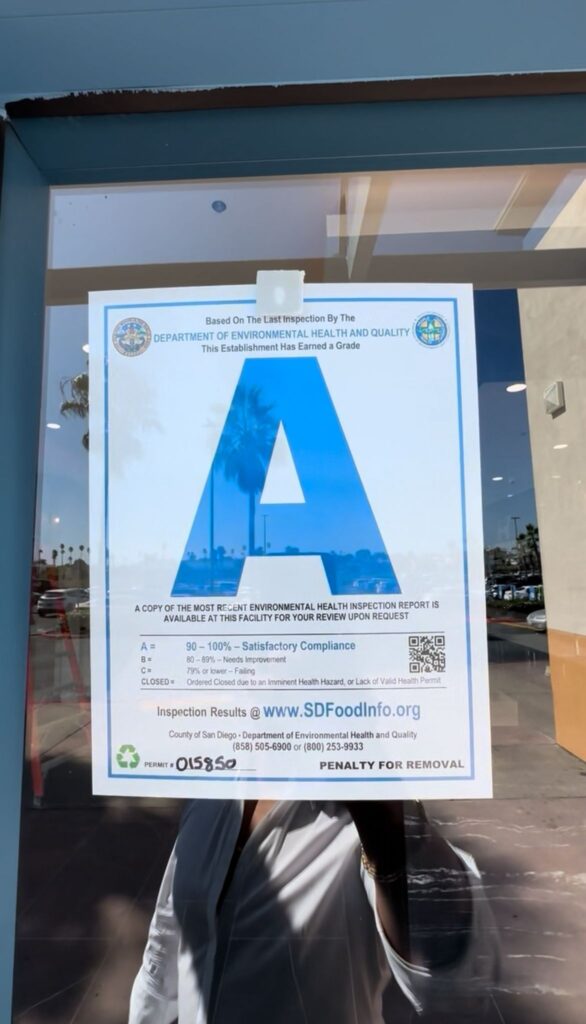 Based On The Last Inspection By The
DEPARTMENT OF ENVIRONMENTAL HEALTH AND QUALITY
This Establishment Has Earned a Grade
A
A COPY OF THE MOST RECENT ENVIRONMENTAL HEALTH INSPECTION REPORT IS
AVAILABLE AT THIS FACILITY FOR YOUR REVIEW UPON REQUEST
A = 90 – 100% – Satisfactory Compliance
B = 80 – 89% – Needs Improvement
C = 79% or lower – Failing
CLOSED = Ordered Closed due to an Imminent Health Hazard, or Lack of Valid Health Permit
Inspection Results @ www.SDFoodInfo.org
County of San Diego - Department of Environmental Health and Quality
(858) 505-6900 or (800) 253-9933
PERMIT # 015850 PENALTY FOR REMOVAL